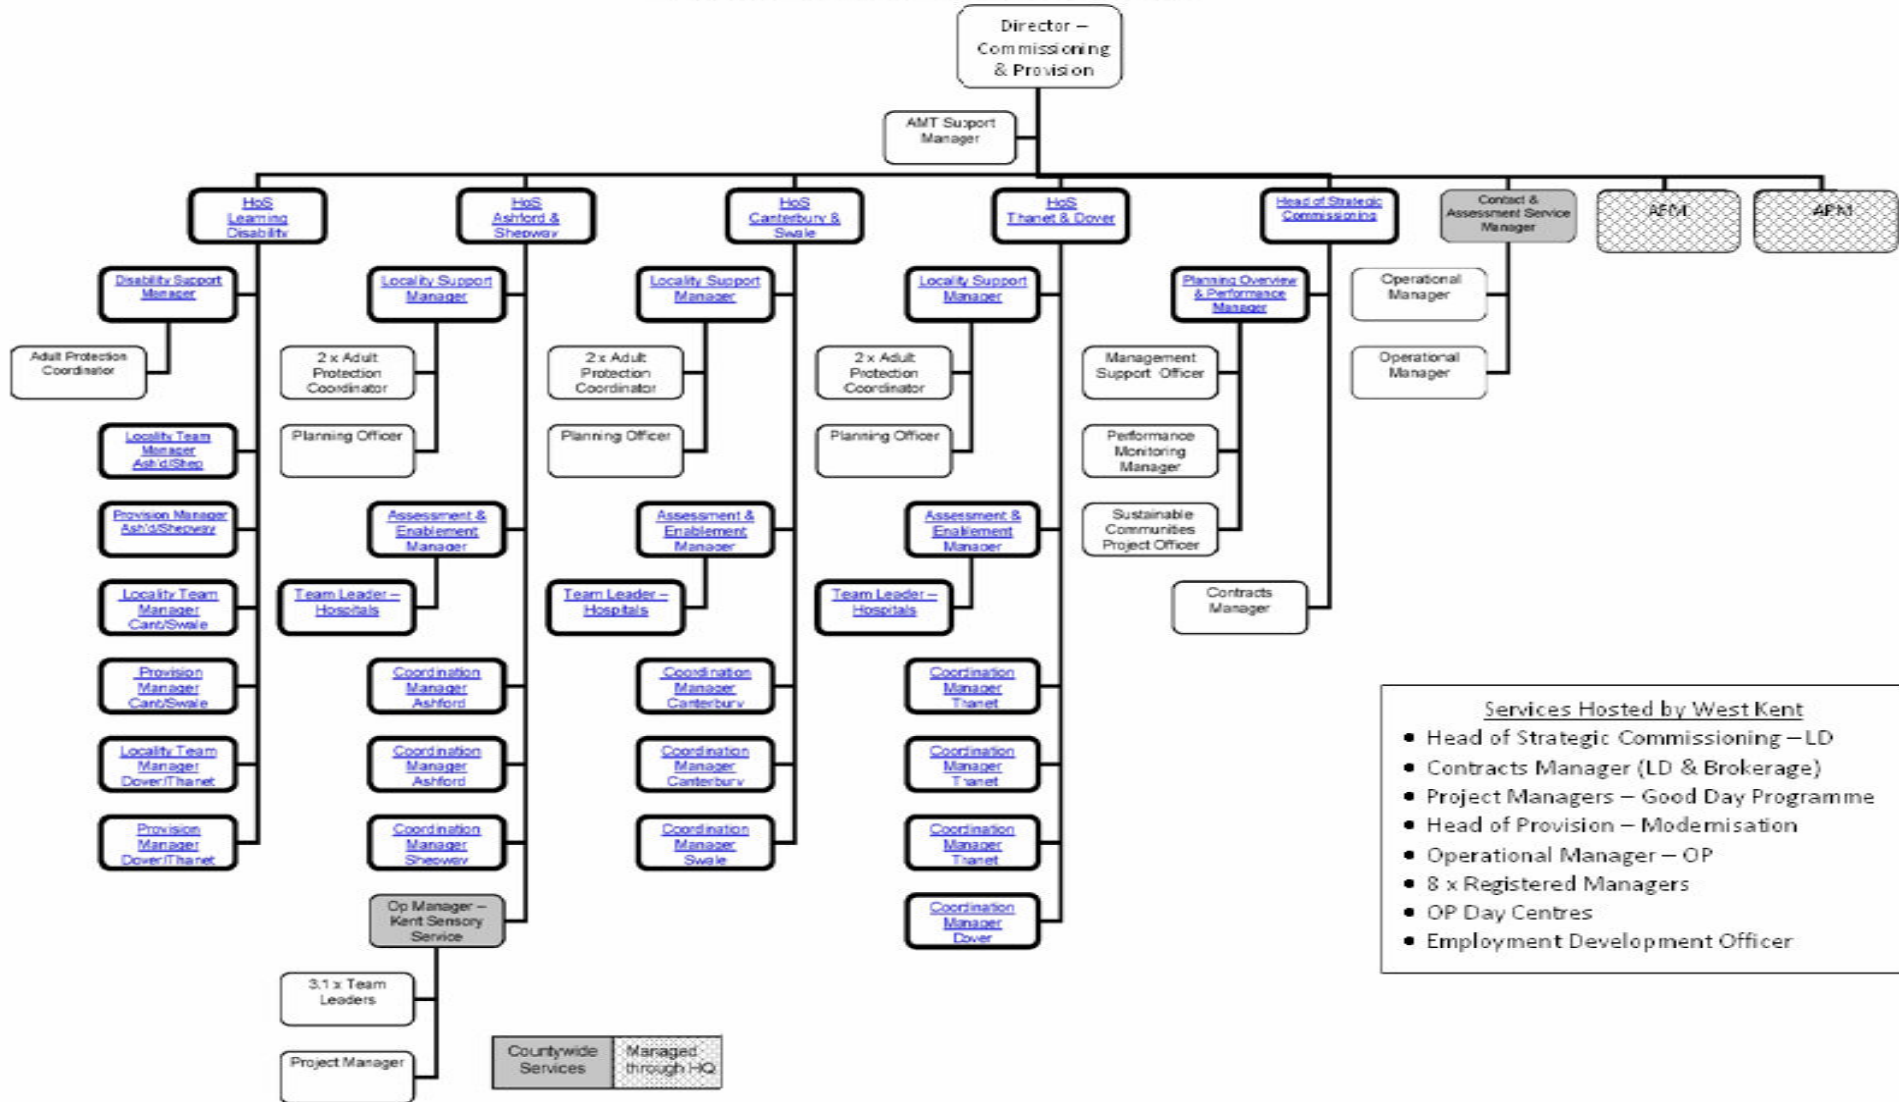 Director –
Commissioning
& Provision
AMT Support
Manager
HoS
Learning
Disability
HoS
Ashford &
Shepway
HoS
Canterbury &
Swale
HoS
Thanet & Dover
Head of Strategic
Commissioning
Contact &
Assessment Service
Manager
Disability Support
Manager
Locality Support
Manager
Locality Support
Manager
Locality Support
Manager
Planning Overview
& Performance
Manager
Operational
Manager
Adult Protection
Coordinator
2 x Adult
Protection
Coordinator
2 x Adult
Protection
Coordinator
2 x Adult
Protection
Coordinator
Management
Support Officer
Operational
Manager
Locality Team
Manager
Ash'd/Shep
Planning Officer
Planning Officer
Planning Officer
Performance
Monitoring
Manager
Provision Manager
Ash'd/Shepway
Assessment &
Enablement
Manager
Assessment &
Enablement
Manager
Assessment &
Enablement
Manager
Sustainable
Communities
Project Officer
Locality Team
Manager
Cant/Swale
Team Leader –
Hospitals
Team Leader –
Hospitals
Team Leader –
Hospitals
Contracts
Manager
Provision
Manager
Cant/Swale
Coordination
Manager
Ashford
Coordination
Manager
Canterbury
Coordination
Manager
Thanet
Locality Team
Manager
Dover/Thanet
Coordination
Manager
Ashford
Coordination
Manager
Canterbury
Coordination
Manager
Thanet
Provision
Manager
Dover/Thanet
Coordination
Manager
Shepway
Coordination
Manager
Swale
Coordination
Manager
Thanet
Op Manager –
Kent Sensory
Service
Coordination
Manager
Dover
3.1 x Team
Leaders
Project Manager
Countywide
Services
Managed
through HQ
Services Hosted by West Kent
• Head of Strategic Commissioning – LD
• Contracts Manager (LD & Brokerage)
• Project Managers – Good Day Programme
• Head of Provision – Modernisation
• Operational Manager – OP
• 8 x Registered Managers
• OP Day Centres
• Employment Development Officer